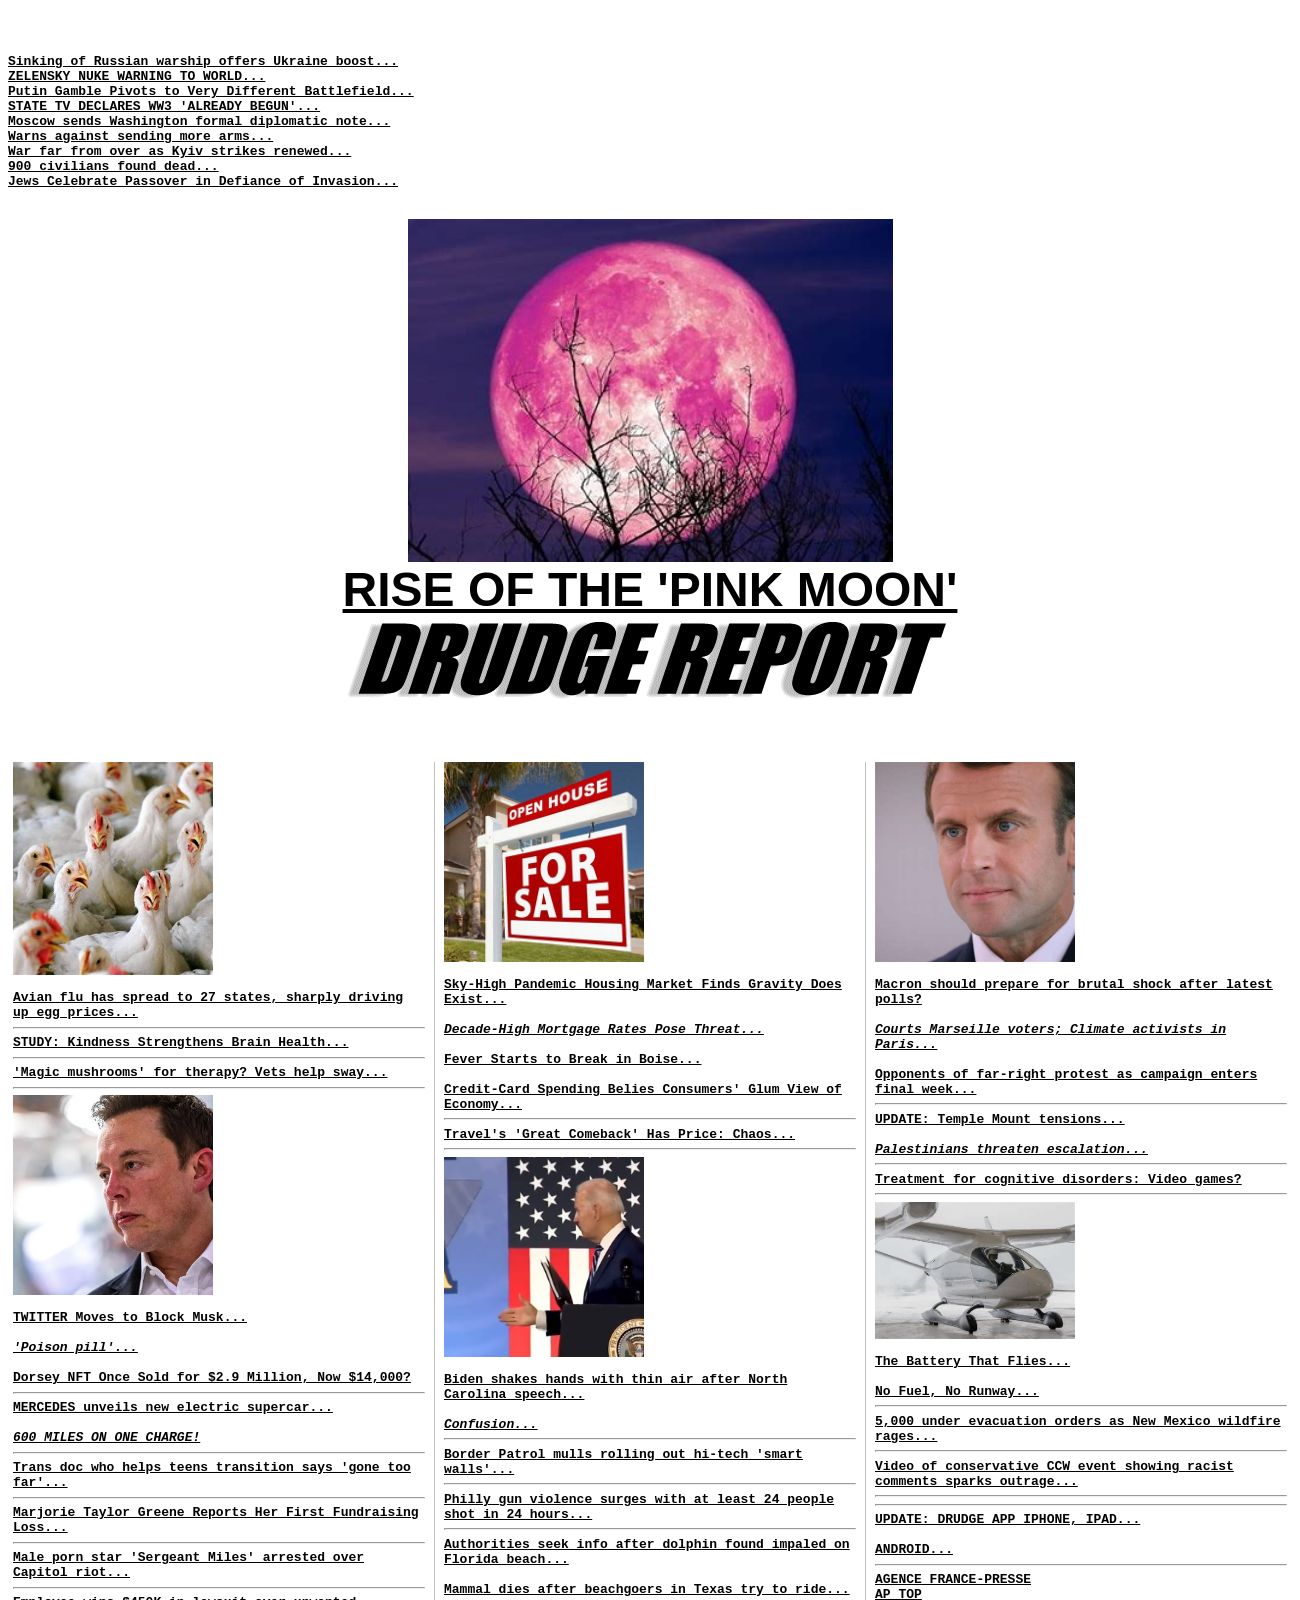 Sinking of Russian warship offers Ukraine boost...
ZELENSKY NUKE WARNING TO WORLD...
Putin Gamble Pivots to Very Different Battlefield...
STATE TV DECLARES WW3 'ALREADY BEGUN'...
Moscow sends Washington formal diplomatic note...
Warns against sending more arms...
War far from over as Kyiv strikes renewed...
900 civilians found dead...
Jews Celebrate Passover in Defiance of Invasion...
RISE OF THE 'PINK MOON'
DRUDGE REPORT
Avian flu has spread to 27 states, sharply driving
up egg prices...
STUDY: Kindness Strengthens Brain Health...
'Magic mushrooms' for therapy? Vets help sway...
TWITTER Moves to Block Musk...
'Poison pill'...
Dorsey NFT Once Sold for $2.9 Million, Now $14,000?
MERCEDES unveils new electric supercar...
600 MILES ON ONE CHARGE!
Trans doc who helps teens transition says 'gone too
far'...
Marjorie Taylor Greene Reports Her First Fundraising
Loss...
Male porn star 'Sergeant Miles' arrested over
Capitol riot...
OPEN HOUSE
FOR
SALE
Sky-High Pandemic Housing Market Finds Gravity Does
Exist...
Decade-High Mortgage Rates Pose Threat...
Fever Starts to Break in Boise...
Credit-Card Spending Belies Consumers' Glum View of
Economy...
Travel's 'Great Comeback' Has Price: Chaos...
Biden shakes hands with thin air after North
Carolina speech...
Confusion...
Border Patrol mulls rolling out hi-tech 'smart
walls'...
Philly gun violence surges with at least 24 people
shot in 24 hours...
Authorities seek info after dolphin found impaled on
Florida beach...
Mammal dies after beachgoers in Texas try to ride...
Macron should prepare for brutal shock after latest
polls?
Courts Marseille voters; Climate activists in
Paris...
Opponents of far-right protest as campaign enters
final week...
UPDATE: Temple Mount tensions...
Palestinians threaten escalation...
Treatment for cognitive disorders: Video games?
The Battery That Flies...
No Fuel, No Runway...
5,000 under evacuation orders as New Mexico wildfire
rages...
Video of conservative CCW event showing racist
comments sparks outrage...
UPDATE: DRUDGE APP IPHONE, IPAD...
ANDROID...
AGENCE FRANCE-PRESSE
AP TOP